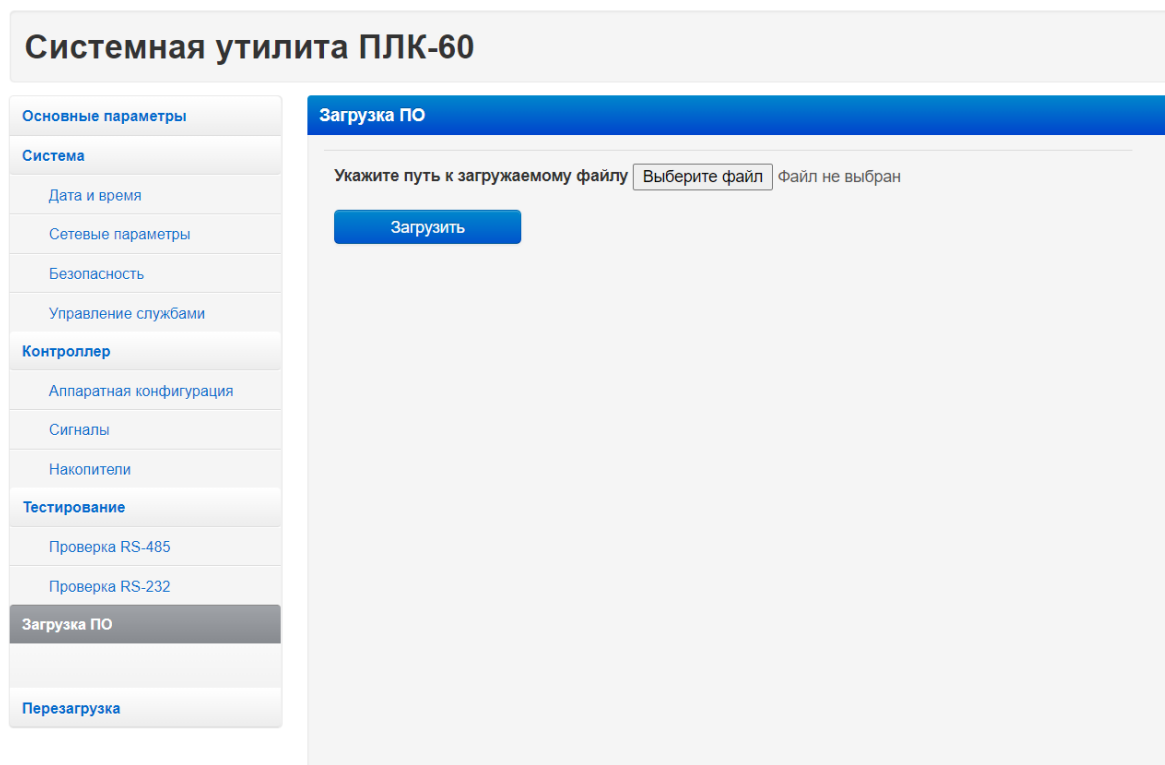 Системная утилита ПЛК-60
Основные параметры
Система
Дата и время
Сетевые параметры
Безопасность
Управление службами
Контроллер
Аппаратная конфигурация
Сигналы
Накопители
Тестирование
Проверка RS-485
Проверка RS-232
Загрузка ПО
Перезагрузка
Загрузка ПО
Укажите путь к загружаемому файлу Выберите файл Файл не выбран
Загрузить